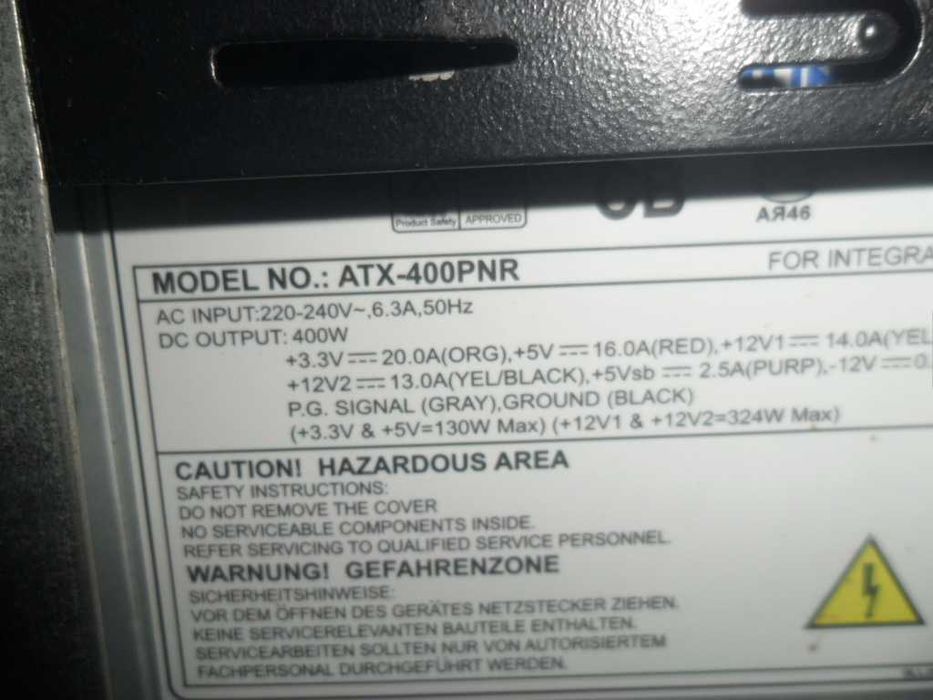 Product Safety APPROVED
MODEL NO.: ATX-400PNR
FOR INTEGRA
AC INPUT:220-240V~,6.3A,50Hz
DC OUTPUT: 400W
+3.3V⎓20.0A(ORG),+5V⎓16.0A(RED),+12V1⎓14.0A(YEL
+12V2⎓13.0A(YEL/BLACK),+5Vsb⎓2.5A(PURP),-12V⎓0.
P.G. SIGNAL (GRAY),GROUND (BLACK)
(+3.3V & +5V=130W Max) (+12V1 & +12V2=324W Max)
CAUTION! HAZARDOUS AREA
SAFETY INSTRUCTIONS:
DO NOT REMOVE THE COVER
NO SERVICEABLE COMPONENTS INSIDE.
REFER SERVICING TO QUALIFIED SERVICE PERSONNEL.
WARNUNG! GEFAHRENZONE
SICHERHEITSHINWEISE:
VOR DEM ÖFFNEN DES GERÄTES NETZSTECKER ZIEHEN.
KEINE SERVICERELEVANTEN BAUTEILE ENTHALTEN.
SERVICEARBEITEN SOLLTEN NUR VON AUTORISIERTEM
FACHPERSONAL DURCHGEFÜHRT WERDEN.